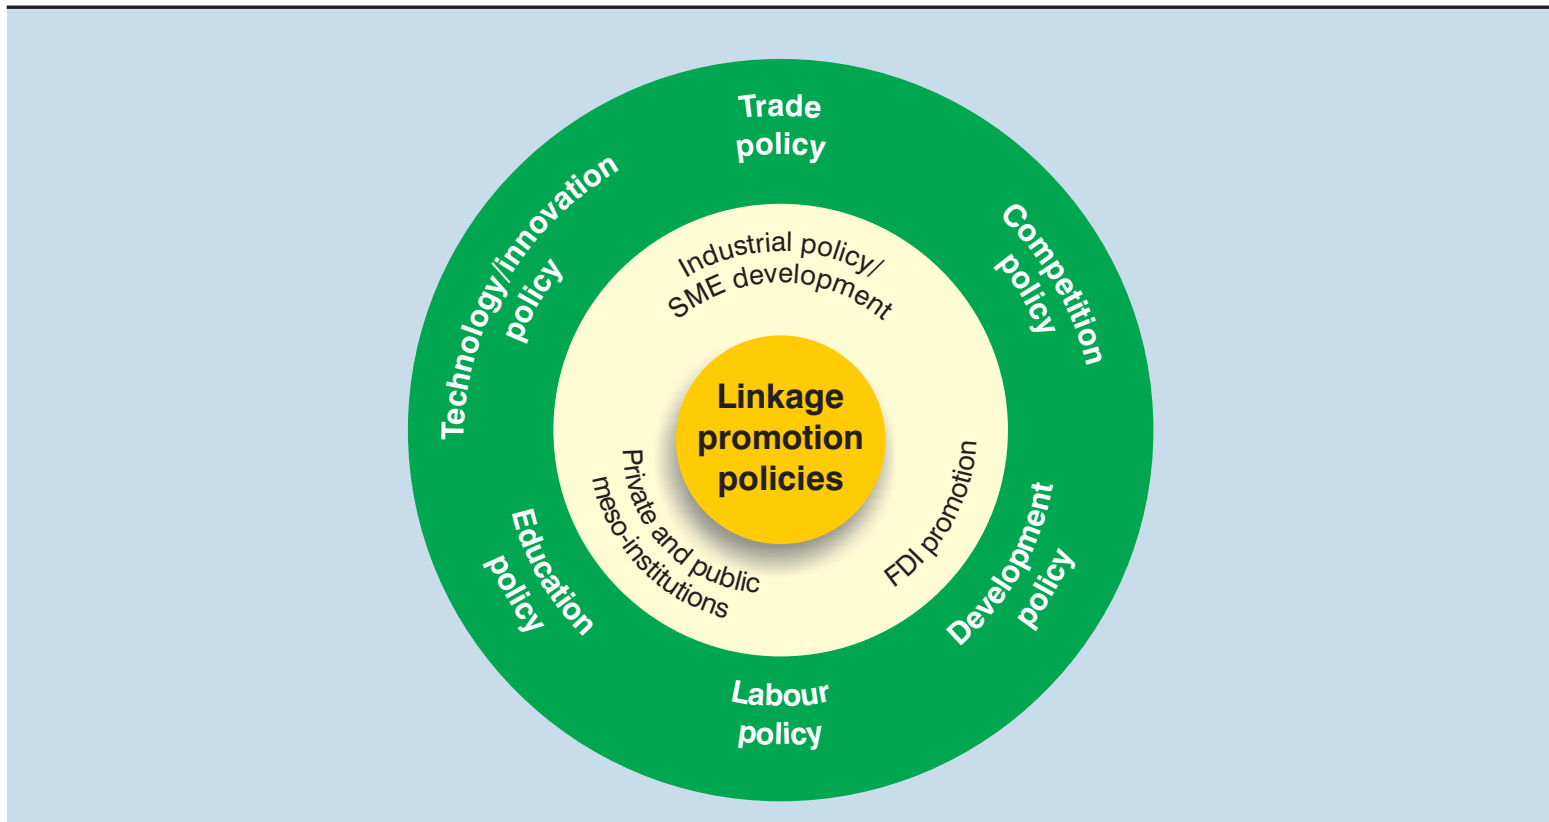 Trade
policy
Competition
policy
Development
policy
Labour
policy
Education
policy
Technology/innovation
policy
Industrial policy/
SME development
FDI promotion
Private and public
meso-institutions
Linkage
promotion
policies